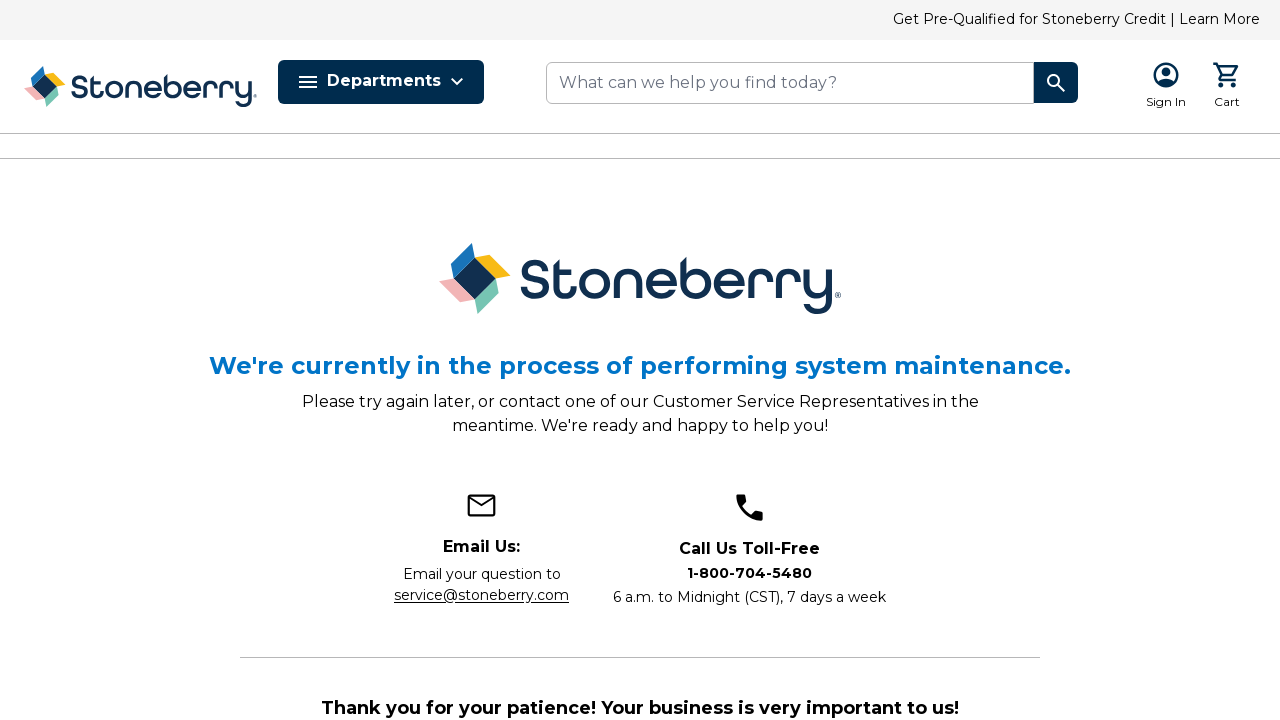 Get Pre-Qualified for Stoneberry Credit | Learn More
Stoneberry®
Departments
What can we help you find today?
Sign In
Cart
Stoneberry®
We're currently in the process of performing system maintenance.
Please try again later, or contact one of our Customer Service Representatives in the
meantime. We're ready and happy to help you!
Email Us:
Email your question to
service@stoneberry.com
Call Us Toll-Free
1-800-704-5480
6 a.m. to Midnight (CST), 7 days a week
Thank you for your patience! Your business is very important to us!